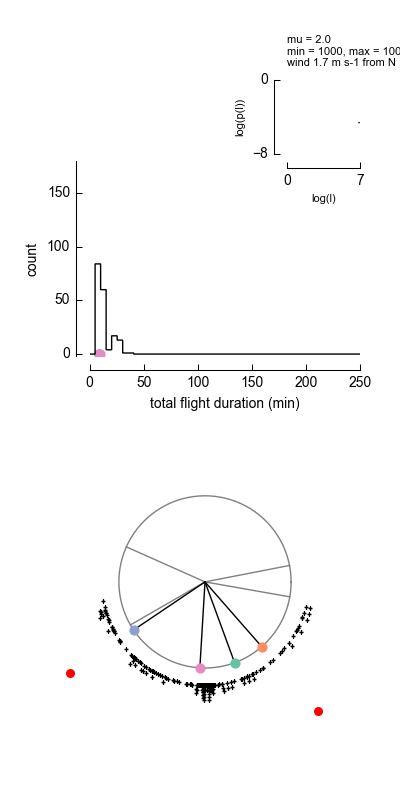 mu = 2.0
min = 1000, max = 100
wind 1.7 m s-1 from N
0
log(p(l))
−8
0 7
log(l)
150
100
50
0
count
0 50 100 150 200 250
total flight duration (min)